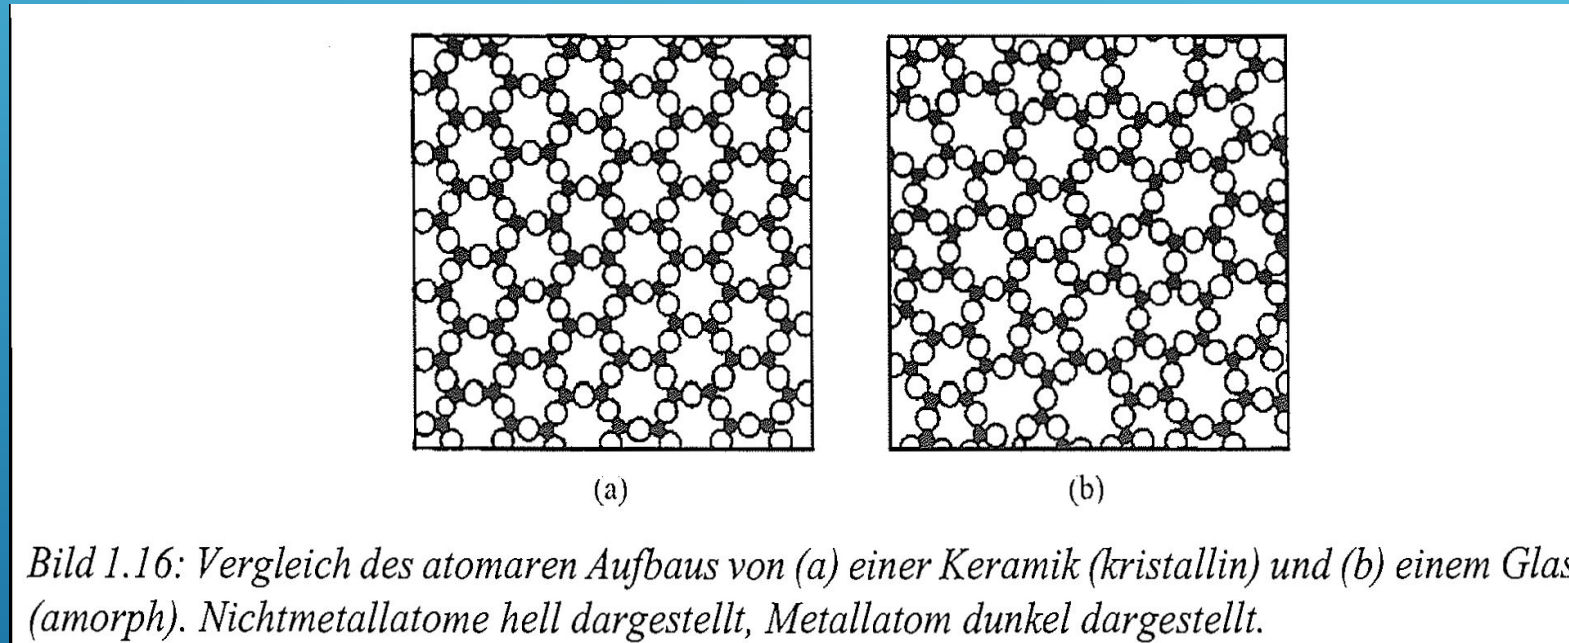 (a)
(b)
Bild 1.16: Vergleich des atomaren Aufbaus von (a) einer Keramik (kristallin) und (b) einem Glas
(amorph). Nichtmetallatome hell dargestellt, Metallatom dunkel dargestellt.